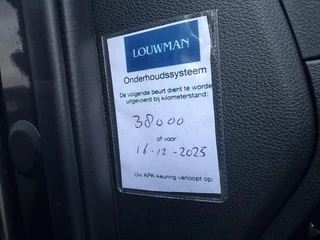 LOUWMAN
Onderhoudssysteem
De volgende beurt dient te worde
uitgevoerd bij kilometerstand:
38000
of voor:
16-12-2025
Uw APK-keuring verloopt op: